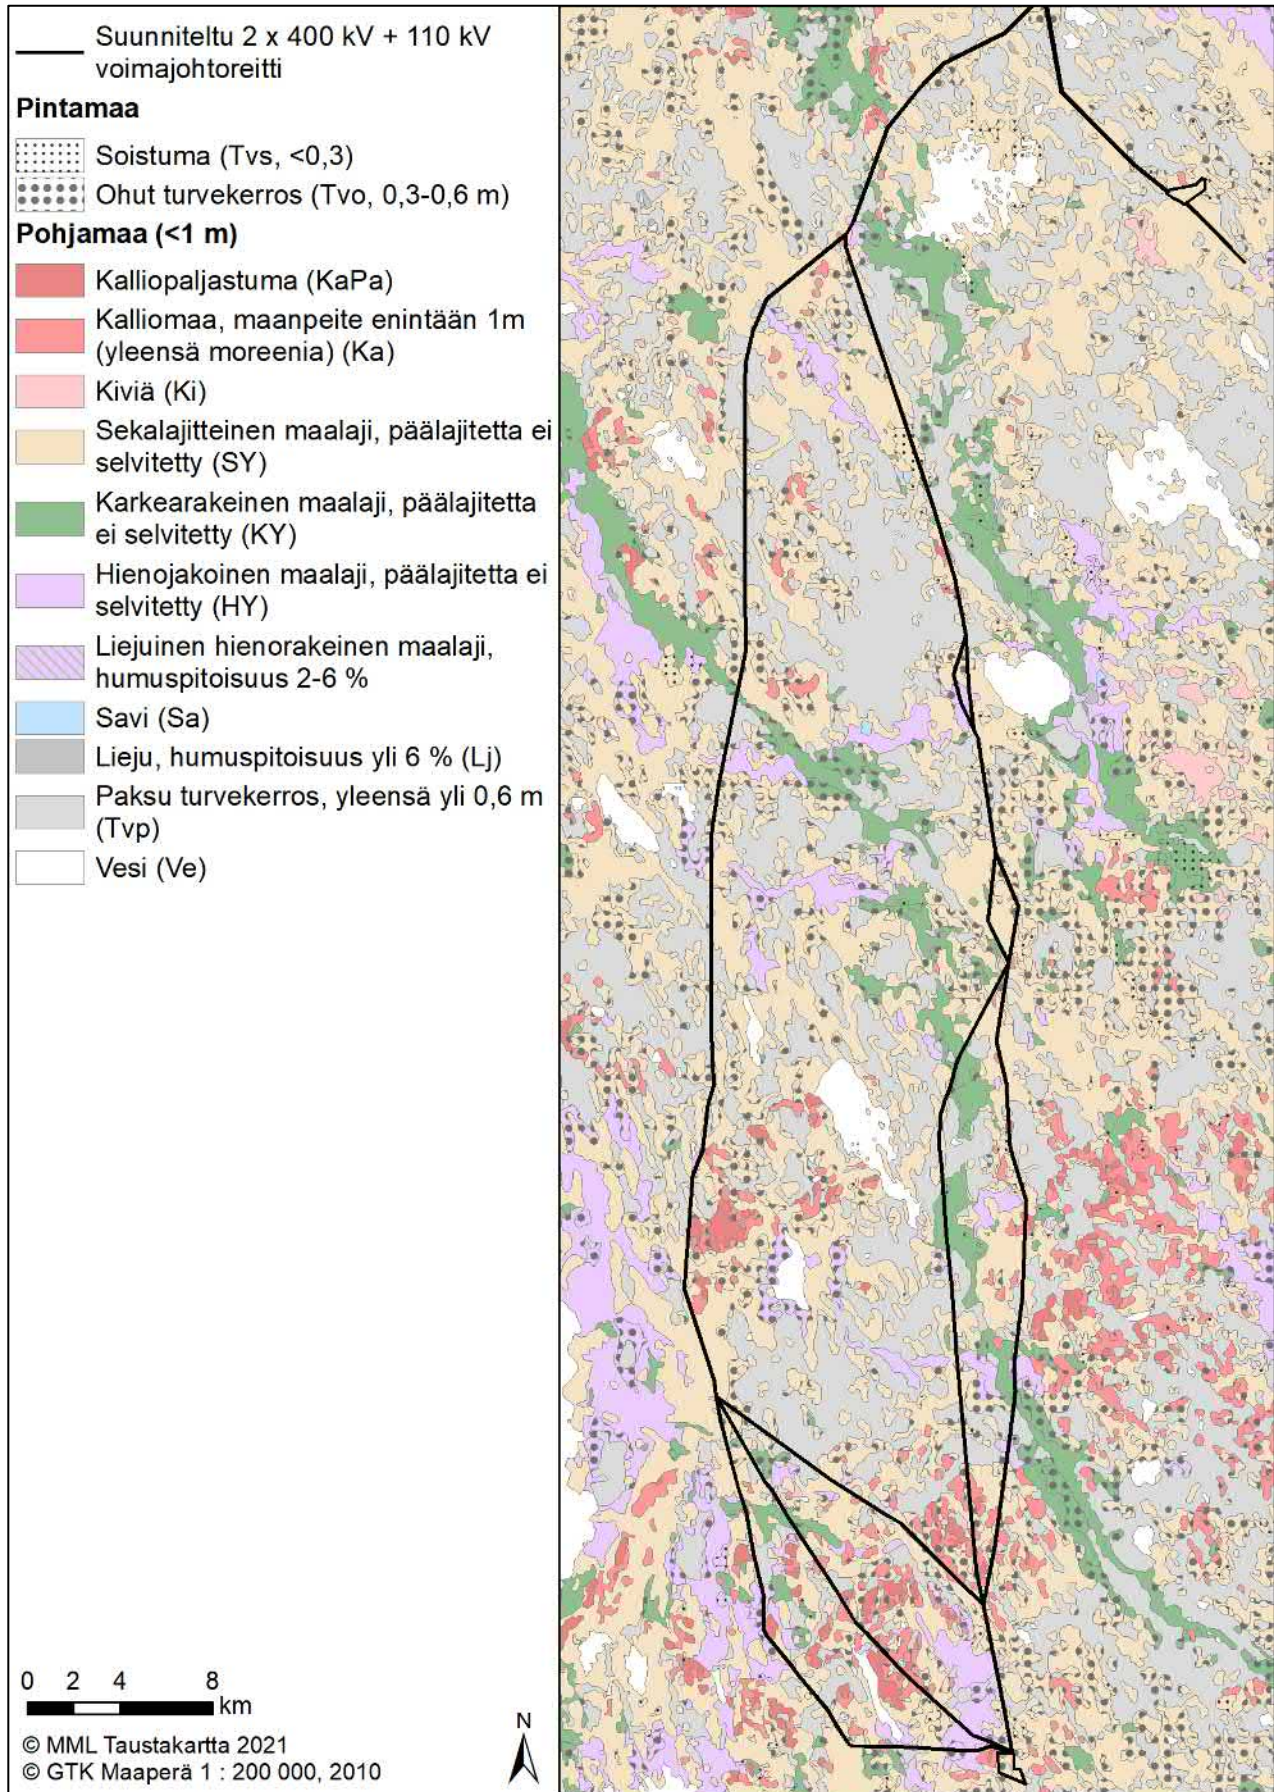 Suunniteltu 2 x 400 kV + 110 kV
voimajohtoreitti
Pintamaa
Soistuma (Tvs, <0,3)
Ohut turvekerros (Tvo, 0,3-0,6 m)
Pohjamaa (<1 m)
Kalliopaljastuma (KaPa)
Kalliomaa, maanpeite enintään 1m
(yleensä moreenia) (Ka)
Kiviä (Ki)
Sekalajitteinen maalaji, päälajitetta ei
selvitetty (SY)
Karkearakeinen maalaji, päälajitetta
ei selvitetty (KY)
Hienojakoinen maalaji, päälajitetta ei
selvitetty (HY)
Liejuinen hienorakeinen maalaji,
humuspitoisuus 2-6 %
Savi (Sa)
Lieju, humuspitoisuus yli 6 % (Lj)
Paksu turvekerros, yleensä yli 0,6 m
(Tvp)
Vesi (Ve)
0 2 4 8
km
N
© MML Taustakartta 2021
© GTK Maaperä 1 : 200 000, 2010